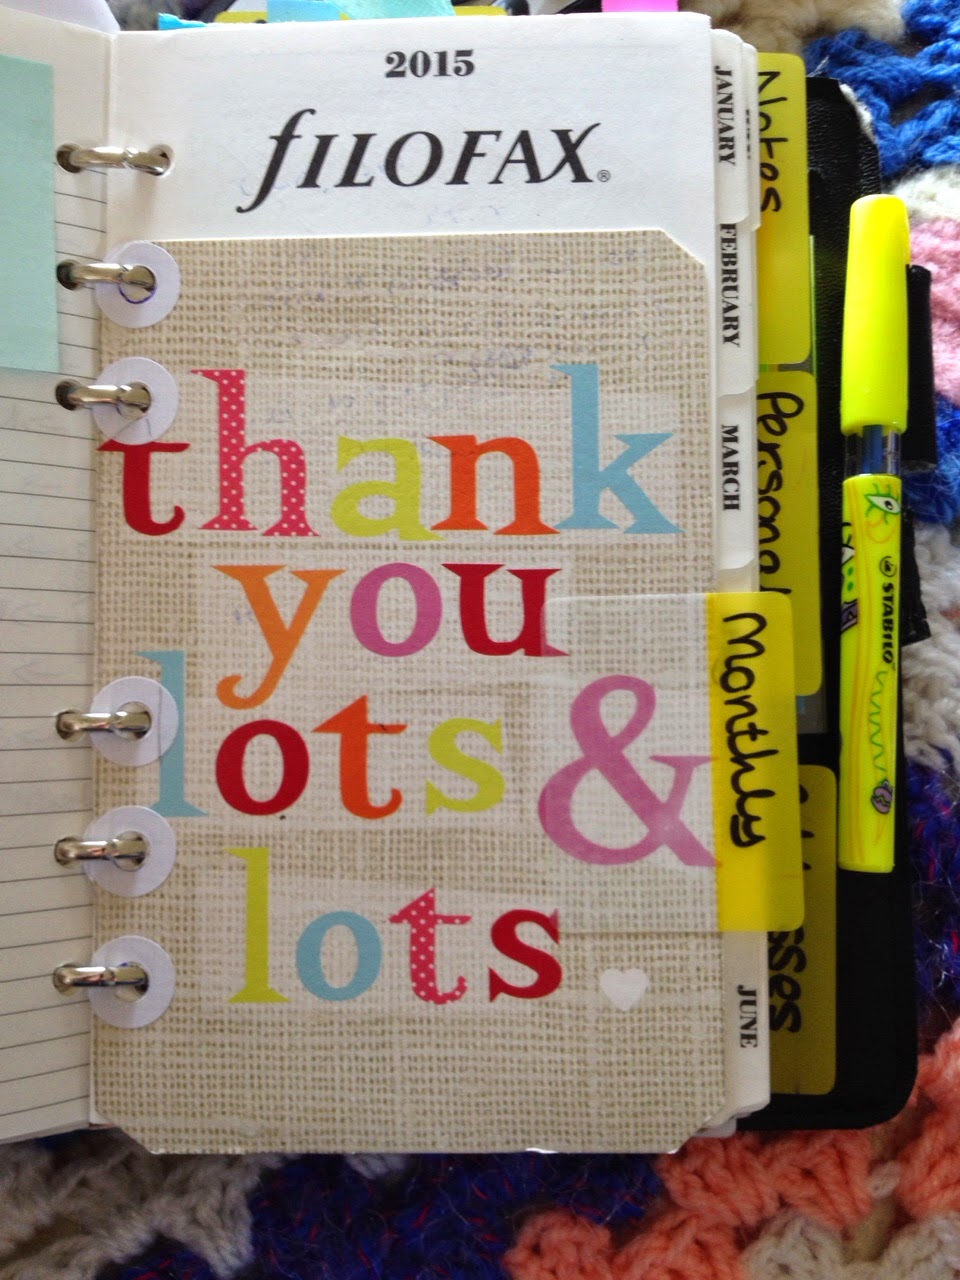 2015
fILOFAX®
thank
you
lots &
lots.
JANUARY
FEBRUARY
MARCH
JUNE
Notes
Personal
Monthly
STABILO